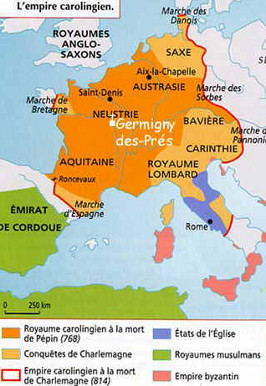 L'empire carolingien.
Marche des
Danois
ROYAUMES
ANGLO-
SAXONS
SAXE
Aix-la-Chapelle
AUSTRASIE
Saint-Denis
Marche des
Sorbes
Marche de
Bretagne
NEUSTRIE
Germigny
des-Prés
BAVIÈRE
Marche de
Pannonie
CARINTHIE
AQUITAINE
ROYAUME
LOMBARD
Roncevaux
Marche
d'Espagne
ÉMIRAT
DE CORDOUE
Rome
0 250 km
Royaume carolingien à la mort
de Pépin (768)
Conquêtes de Charlemagne
Empire carolingien à la mort
de Charlemagne (814)
États de l'Église
Royaumes musulmans
Empire byzantin